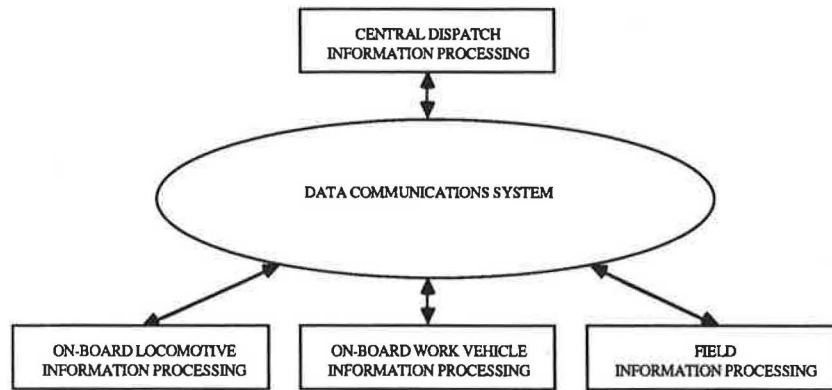 CENTRAL DISPATCH
INFORMATION PROCESSING
DATA COMMUNICATIONS SYSTEM
ON-BOARD LOCOMOTIVE
INFORMATION PROCESSING
ON-BOARD WORK VEHICLE
INFORMATION PROCESSING
FIELD
INFORMATION PROCESSING